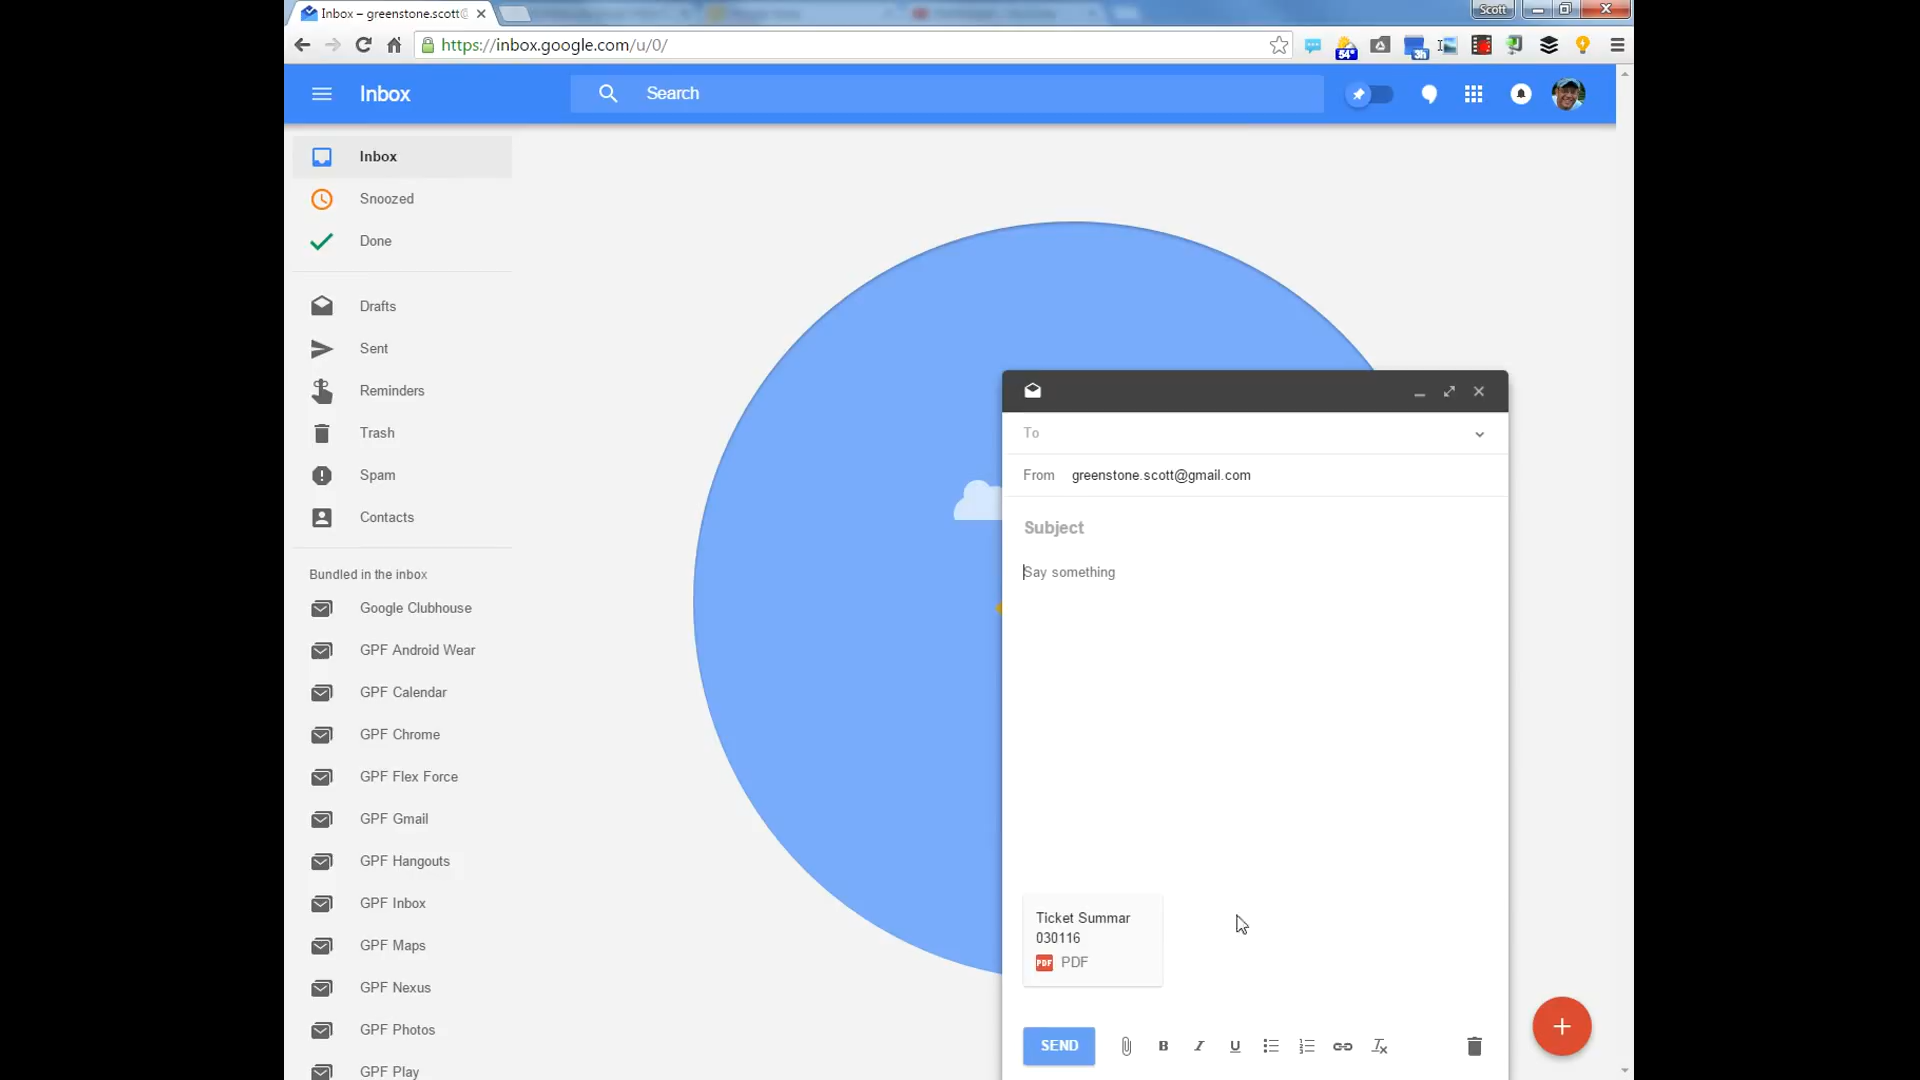 Inbox – greenstone.scott@
Scott
https://inbox.google.com/u/0/
54°
3h
Inbox
Search
Inbox
Snoozed
Done
Drafts
Sent
Reminders
Trash
Spam
Contacts
Bundled in the inbox
Google Clubhouse
GPF Android Wear
GPF Calendar
GPF Chrome
GPF Flex Force
GPF Gmail
GPF Hangouts
GPF Inbox
GPF Maps
GPF Nexus
GPF Photos
GPF Play
To
From greenstone.scott@gmail.com
Subject
Say something
Ticket Summar
030116
PDF PDF
SEND
B I U